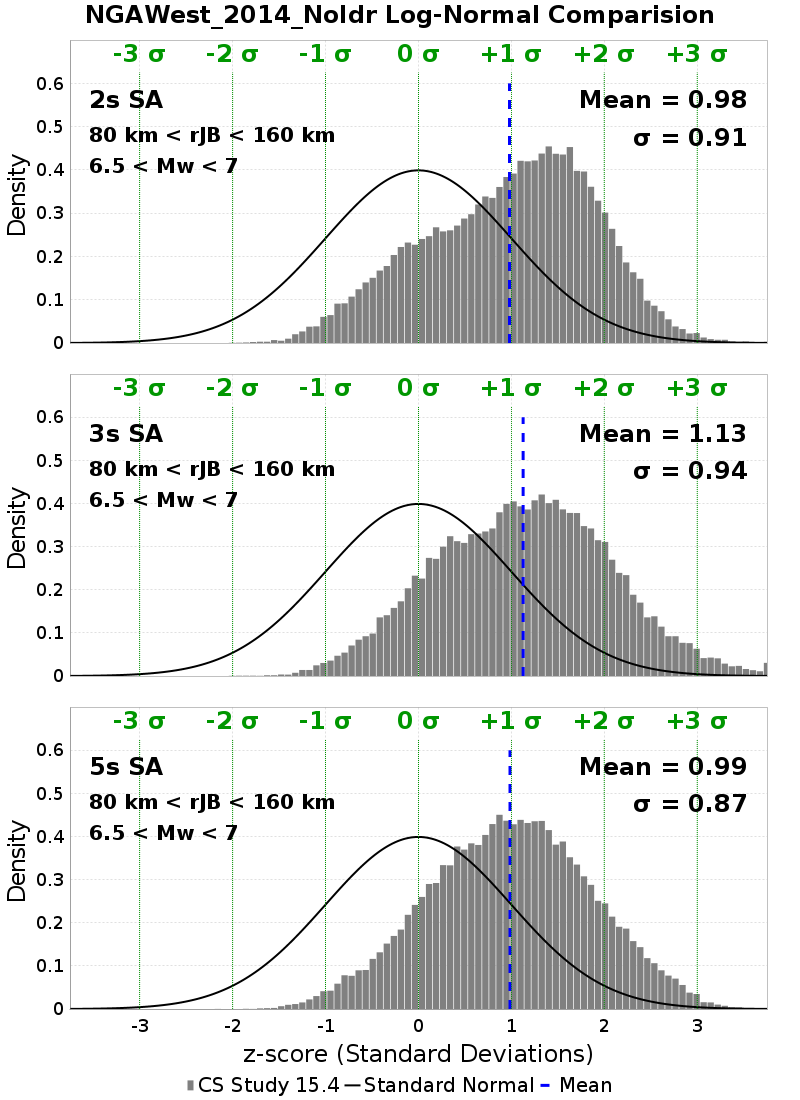 NGAWest_2014_NoIdr Log-Normal Comparision
-3 σ -2 σ -1 σ 0 σ +1 σ +2 σ +3 σ
2s SA
Mean = 0.98
80 km < rJB < 160 km
σ = 0.91
6.5 < Mw < 7
Density
0.6
0.5
0.4
0.3
0.2
0.1
0
-3 σ -2 σ -1 σ 0 σ +1 σ +2 σ +3 σ
3s SA
Mean = 1.13
80 km < rJB < 160 km
σ = 0.94
6.5 < Mw < 7
Density
0.6
0.5
0.4
0.3
0.2
0.1
0
-3 σ -2 σ -1 σ 0 σ +1 σ +2 σ +3 σ
5s SA
Mean = 0.99
80 km < rJB < 160 km
σ = 0.87
6.5 < Mw < 7
Density
0.6
0.5
0.4
0.3
0.2
0.1
0
-3 -2 -1 0 1 2 3
z-score (Standard Deviations)
CS Study 15.4 Standard Normal Mean